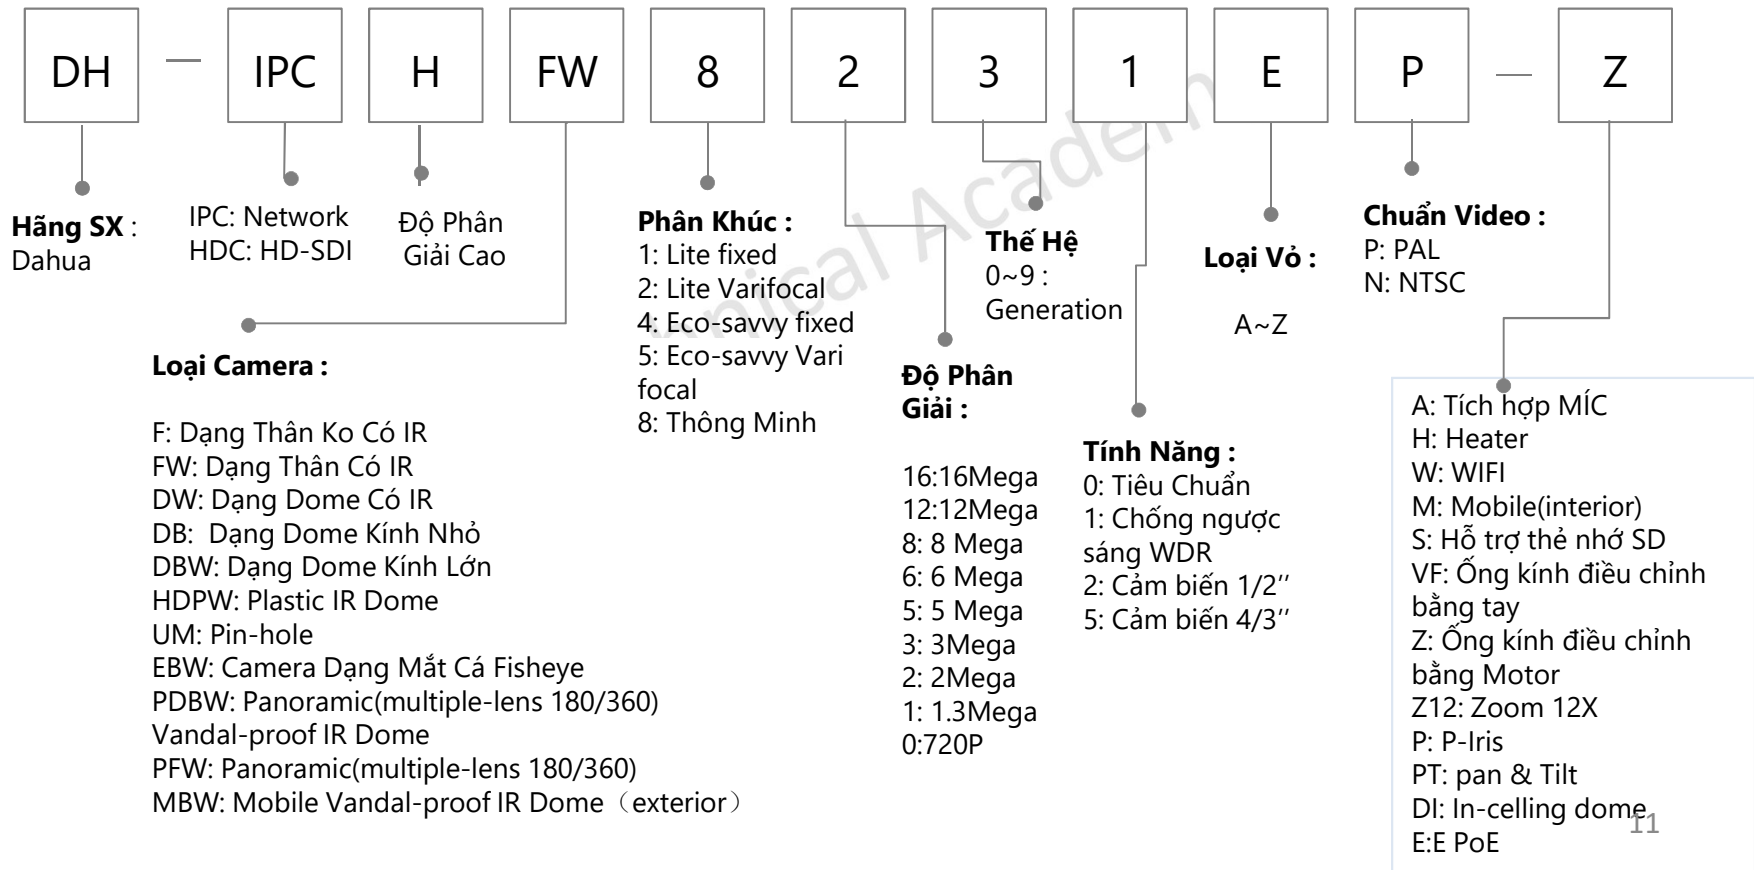 DH — IPC H FW 8 2 3 1 E P — Z
Hãng SX :
Dahua
IPC: Network
HDC: HD-SDI
Độ Phân
Giải Cao
Loại Camera :
F: Dạng Thân Ko Có IR
FW: Dạng Thân Có IR
DW: Dạng Dome Có IR
DB: Dạng Dome Kính Nhỏ
DBW: Dạng Dome Kính Lớn
HDPW: Plastic IR Dome
UM: Pin-hole
EBW: Camera Dạng Mắt Cá Fisheye
PDBW: Panoramic(multiple-lens 180/360)
Vandal-proof IR Dome
PFW: Panoramic(multiple-lens 180/360)
MBW: Mobile Vandal-proof IR Dome（exterior）
Phân Khúc :
1: Lite fixed
2: Lite Varifocal
4: Eco-savvy fixed
5: Eco-savvy Vari
focal
8: Thông Minh
Độ Phân
Giải :
16:16Mega
12:12Mega
8: 8 Mega
6: 6 Mega
5: 5 Mega
3: 3Mega
2: 2Mega
1: 1.3Mega
0:720P
Thế Hệ
0~9 :
Generation
Tính Năng :
0: Tiêu Chuẩn
1: Chống ngược
sáng WDR
2: Cảm biến 1/2’’
5: Cảm biến 4/3’’
Loại Vỏ :
A~Z
Chuẩn Video :
P: PAL
N: NTSC
A: Tích hợp MÍC
H: Heater
W: WIFI
M: Mobile(interior)
S: Hỗ trợ thẻ nhớ SD
VF: Ống kính điều chỉnh
bằng tay
Z: Ống kính điều chỉnh
bằng Motor
Z12: Zoom 12X
P: P-Iris
PT: pan & Tilt
DI: In-celling dome
E:E PoE
11